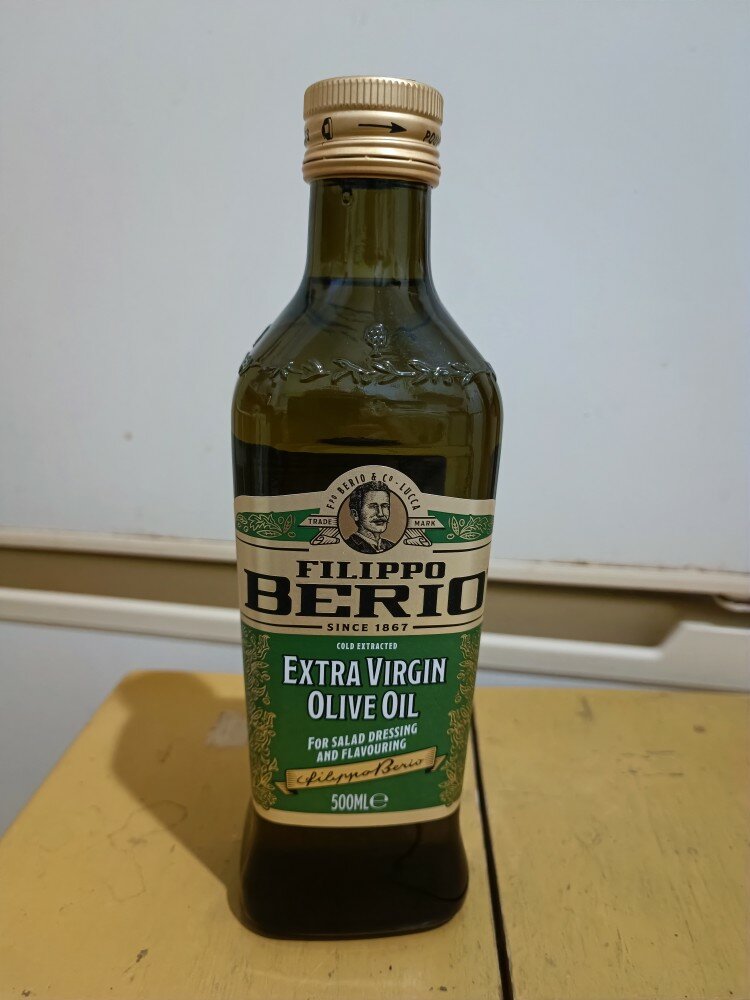 Fpo BERIO & Co - LUCCA
TRADE MARK
FILIPPO
BERIO
SINCE 1867
COLD EXTRACTED
EXTRA VIRGIN
OLIVE OIL
FOR SALAD DRESSING
AND FLAVOURING
Filippo Berio
500ML e